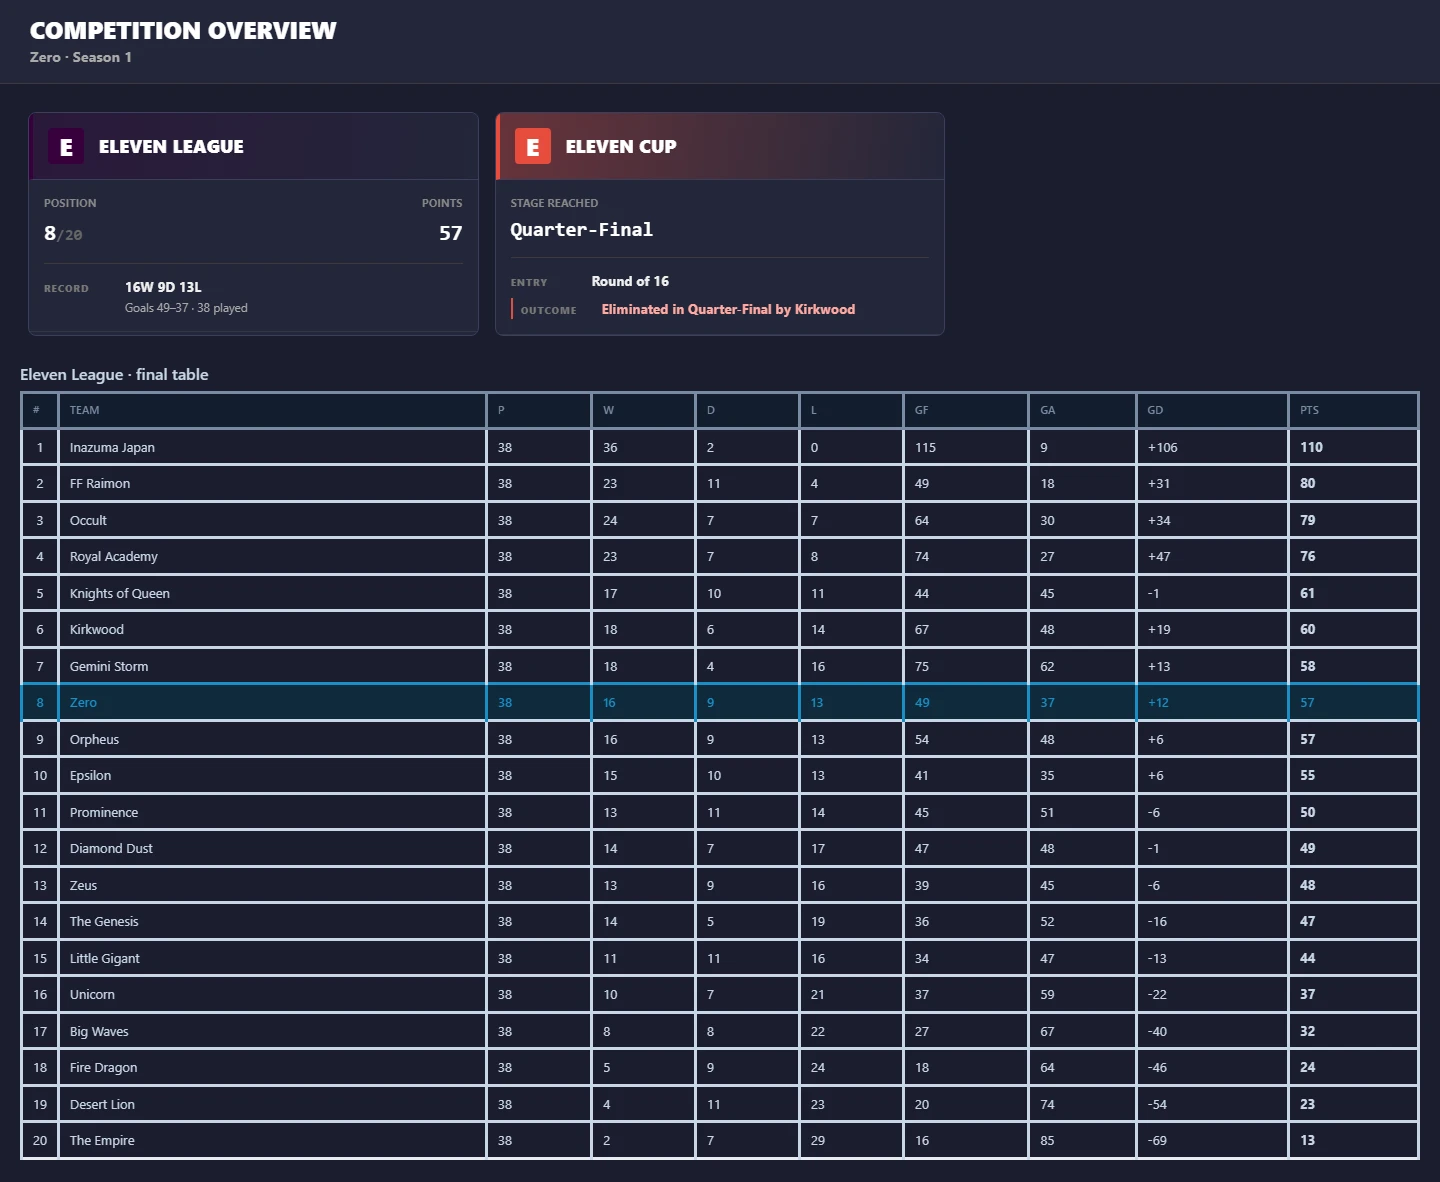 COMPETITION OVERVIEW
Zero · Season 1
E ELEVEN LEAGUE
POSITION POINTS
8/20 57
RECORD 16W 9D 13L
Goals 49–37 · 38 played
E ELEVEN CUP
STAGE REACHED
Quarter-Final
ENTRY Round of 16
OUTCOME Eliminated in Quarter-Final by Kirkwood
Eleven League · final table
# TEAM P W D L GF GA GD PTS
1 Inazuma Japan 38 36 2 0 115 9 +106 110
2 FF Raimon 38 23 11 4 49 18 +31 80
3 Occult 38 24 7 7 64 30 +34 79
4 Royal Academy 38 23 7 8 74 27 +47 76
5 Knights of Queen 38 17 10 11 44 45 -1 61
6 Kirkwood 38 18 6 14 67 48 +19 60
7 Gemini Storm 38 18 4 16 75 62 +13 58
8 Zero 38 16 9 13 49 37 +12 57
9 Orpheus 38 16 9 13 54 48 +6 57
10 Epsilon 38 15 10 13 41 35 +6 55
11 Prominence 38 13 11 14 45 51 -6 50
12 Diamond Dust 38 14 7 17 47 48 -1 49
13 Zeus 38 13 9 16 39 45 -6 48
14 The Genesis 38 14 5 19 36 52 -16 47
15 Little Gigant 38 11 11 16 34 47 -13 44
16 Unicorn 38 10 7 21 37 59 -22 37
17 Big Waves 38 8 8 22 27 67 -40 32
18 Fire Dragon 38 5 9 24 18 64 -46 24
19 Desert Lion 38 4 11 23 20 74 -54 23
20 The Empire 38 2 7 29 16 85 -69 13